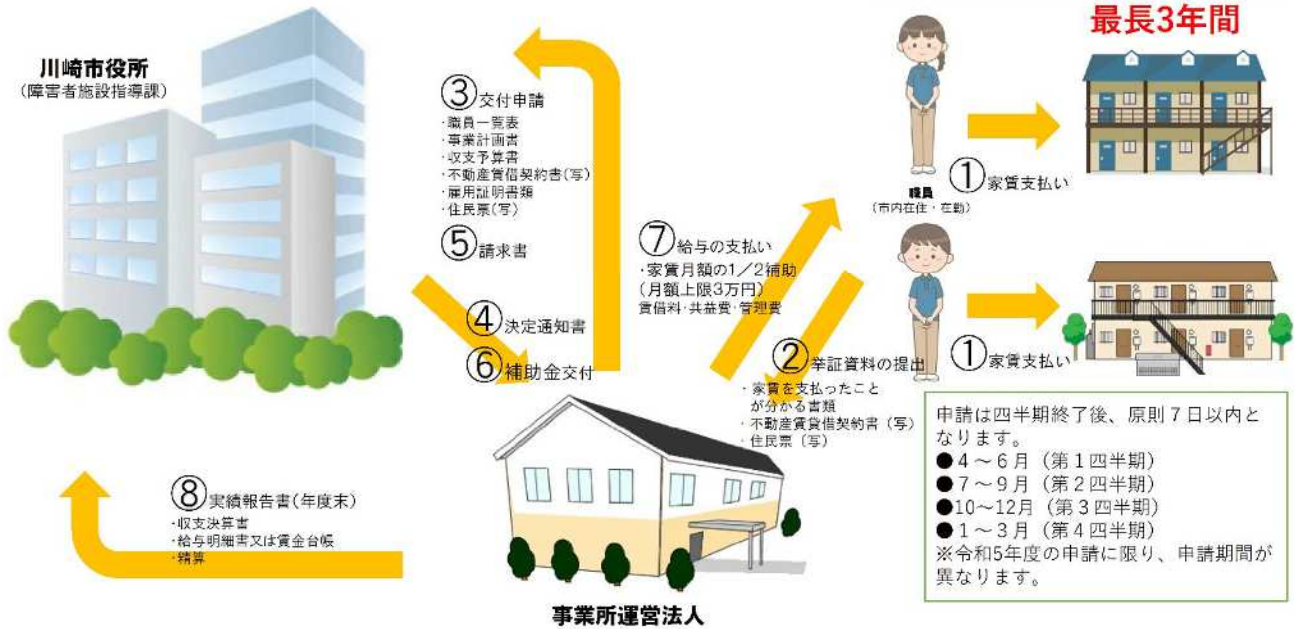 川崎市役所
(障害者施設指導課)
③交付申請
・職員一覧表
・事業計画書
・収支予算書
・不動産賃借契約書(写)
・雇用証明書類
・住民票(写)
⑤請求書
④決定通知書
⑥補助金交付
⑦給与の支払い
・家賃月額の1/2補助
(月額上限3万円)
賃借料・共益費・管理費
②挙証資料の提出
・家賃を支払ったこと
が分かる書類
・不動産賃貸借契約書(写)
・住民票(写)
最長3年間
職員
(市内在住・在勤)
①家賃支払い
①家賃支払い
申請は四半期終了後、原則7日以内と
なります。
●4～6月(第1四半期)
●7～9月(第2四半期)
●10～12月(第3四半期)
●1～3月(第4四半期)
※令和5年度の申請に限り、申請期間が
異なります。
⑧実績報告書(年度末)
・収支決算書
・給与明細書又は賃金台帳
・精算
事業所運営法人